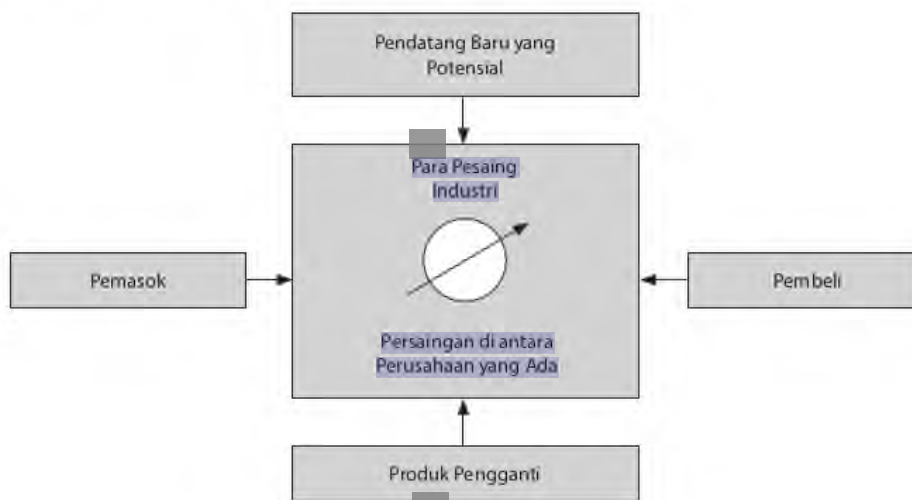 Pendatang Baru yang
Potensial
Para Pesaing
Industri
Pemasok
Pembeli
Persaingan di antara
Perusahaan yang Ada
Produk Pengganti